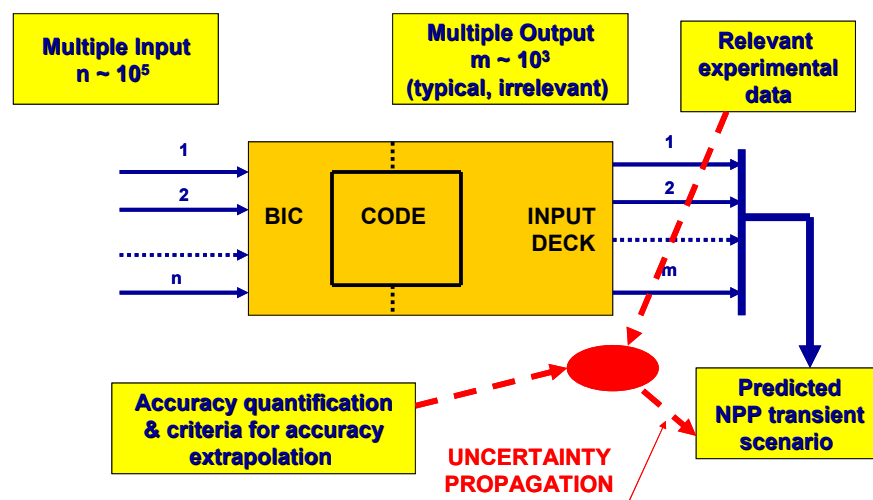 Multiple Input
n ~ 10⁵
Multiple Output
m ~ 10³
(typical, irrelevant)
Relevant
experimental
data
1
2
n
BIC
CODE
INPUT
DECK
1
2
m
Accuracy quantification
& criteria for accuracy
extrapolation
UNCERTAINTY
PROPAGATION
Predicted
NPP transient
scenario